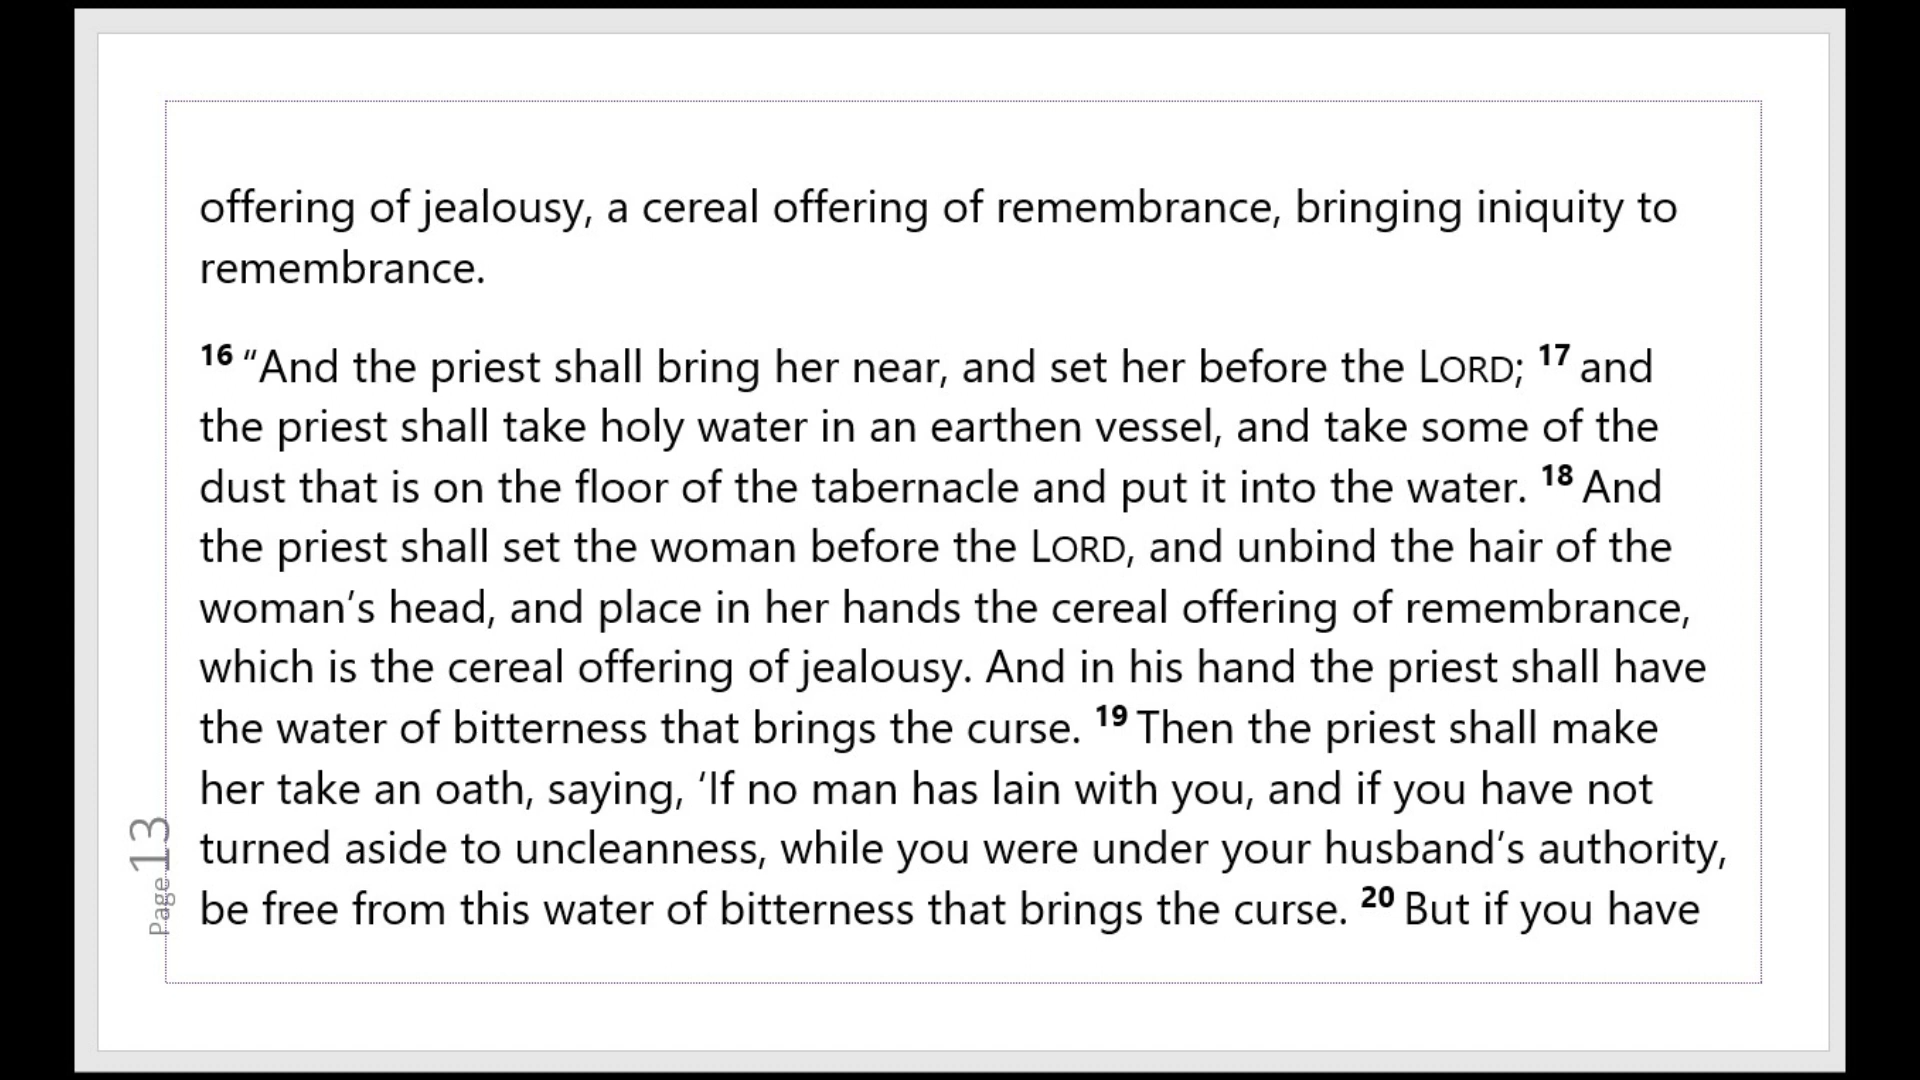 offering of jealousy, a cereal offering of remembrance, bringing iniquity to
remembrance.
16 “And the priest shall bring her near, and set her before the LORD; 17 and
the priest shall take holy water in an earthen vessel, and take some of the
dust that is on the floor of the tabernacle and put it into the water. 18 And
the priest shall set the woman before the LORD, and unbind the hair of the
woman’s head, and place in her hands the cereal offering of remembrance,
which is the cereal offering of jealousy. And in his hand the priest shall have
the water of bitterness that brings the curse. 19 Then the priest shall make
her take an oath, saying, ‘If no man has lain with you, and if you have not
turned aside to uncleanness, while you were under your husband’s authority,
be free from this water of bitterness that brings the curse. 20 But if you have
Page 13